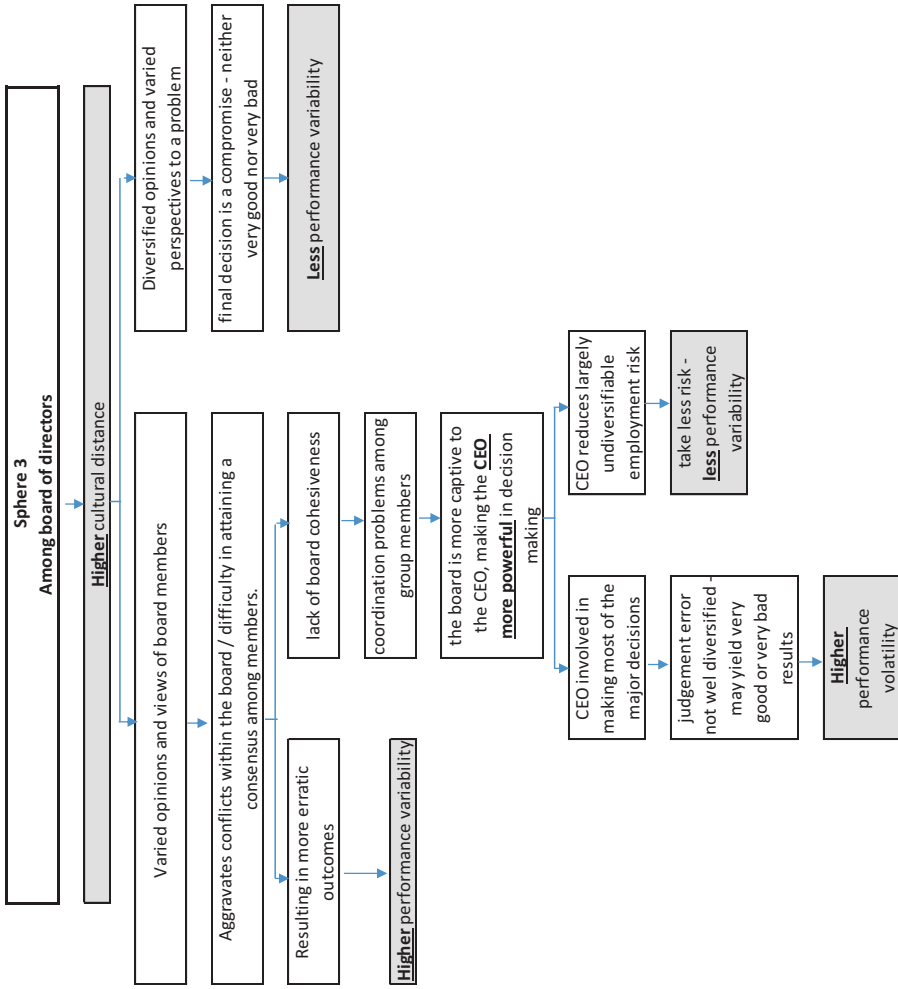 Sphere 3
Among board of directors
Higher cultural distance
Varied opinions and views of board members
Aggravates conflicts within the board / difficulty in attaining a
consensus among members.
Resulting in more erratic
outcomes
Higher performance variability
lack of board cohesiveness
coordination problems among
group members
the board is more captive to
the CEO, making the CEO
more powerful in decision
making
CEO involved in
making most of the
major decisions
judgement error
not well diversified -
may yield very
good or very bad
results
Higher
performance
volatility
CEO reduces largely
undiversifiable
employment risk
take less risk -
less performance
variability
Diversified opinions and varied
perspectives to a problem
final decision is a compromise - neither
very good nor very bad
Less performance variability